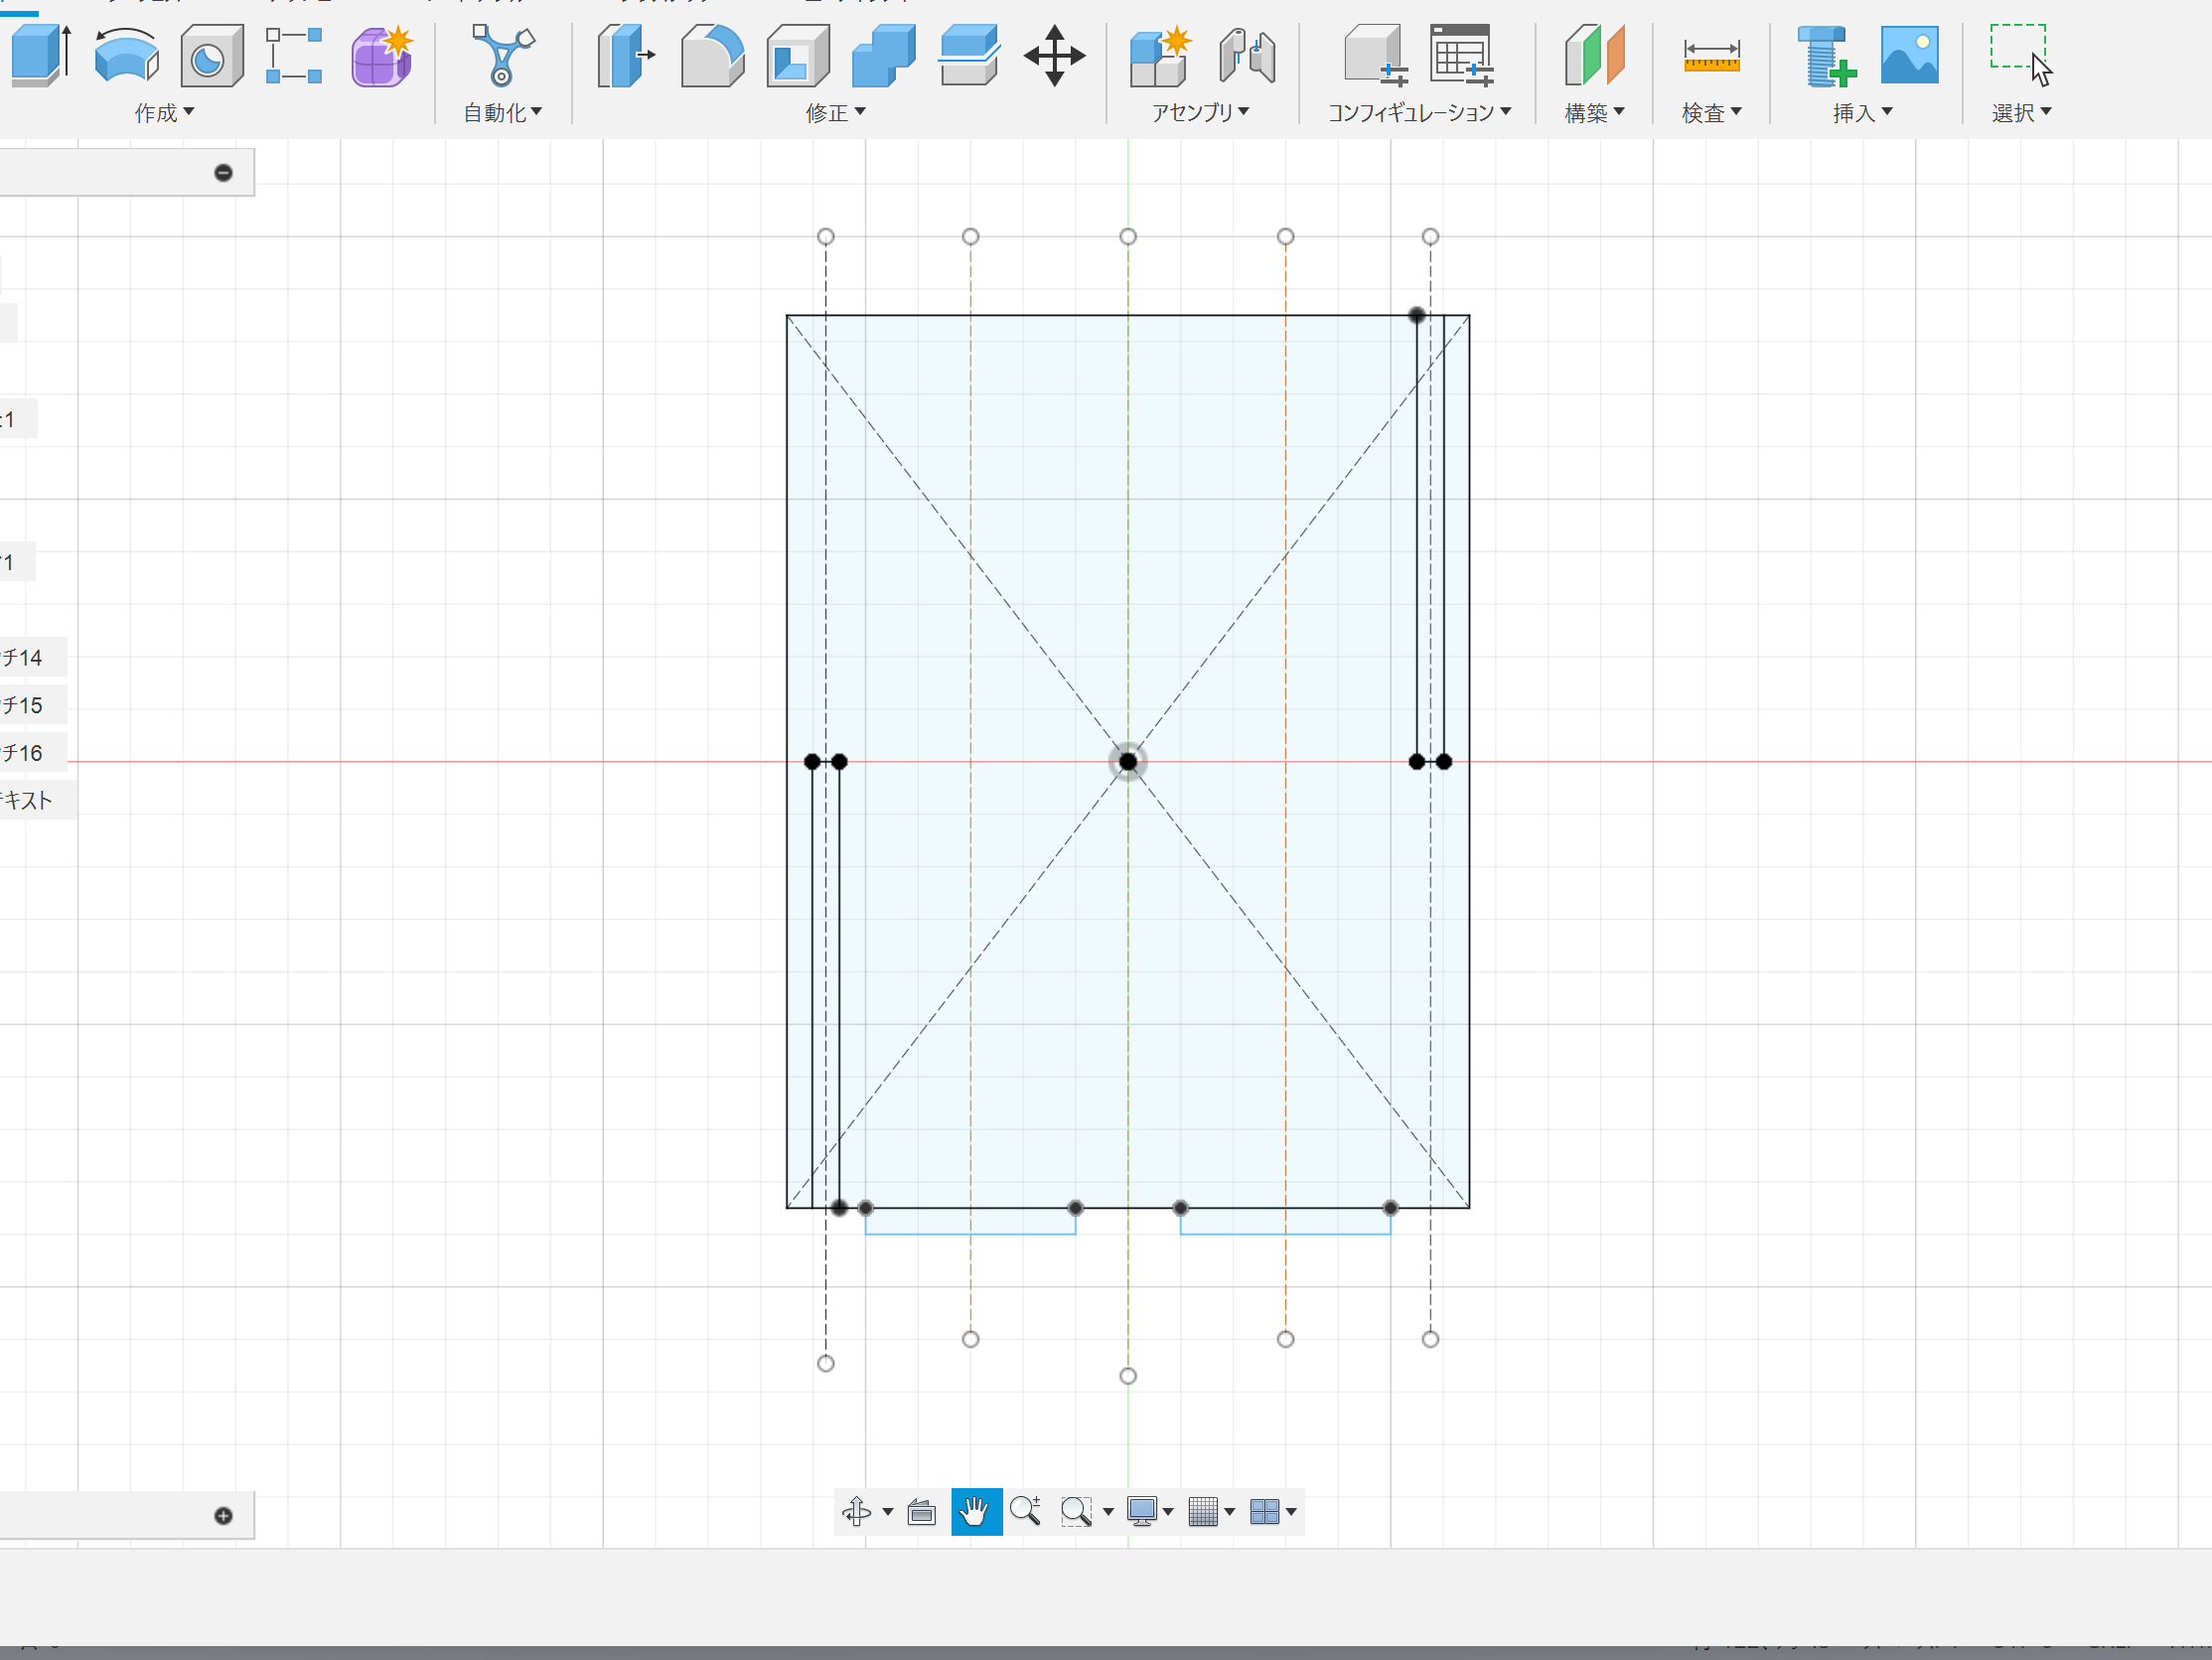 作成 自動化 修正 アセンブリ コンフィギュレーション 構築 検査 挿入 選択
:1
1
チ14
チ15
チ16
キスト